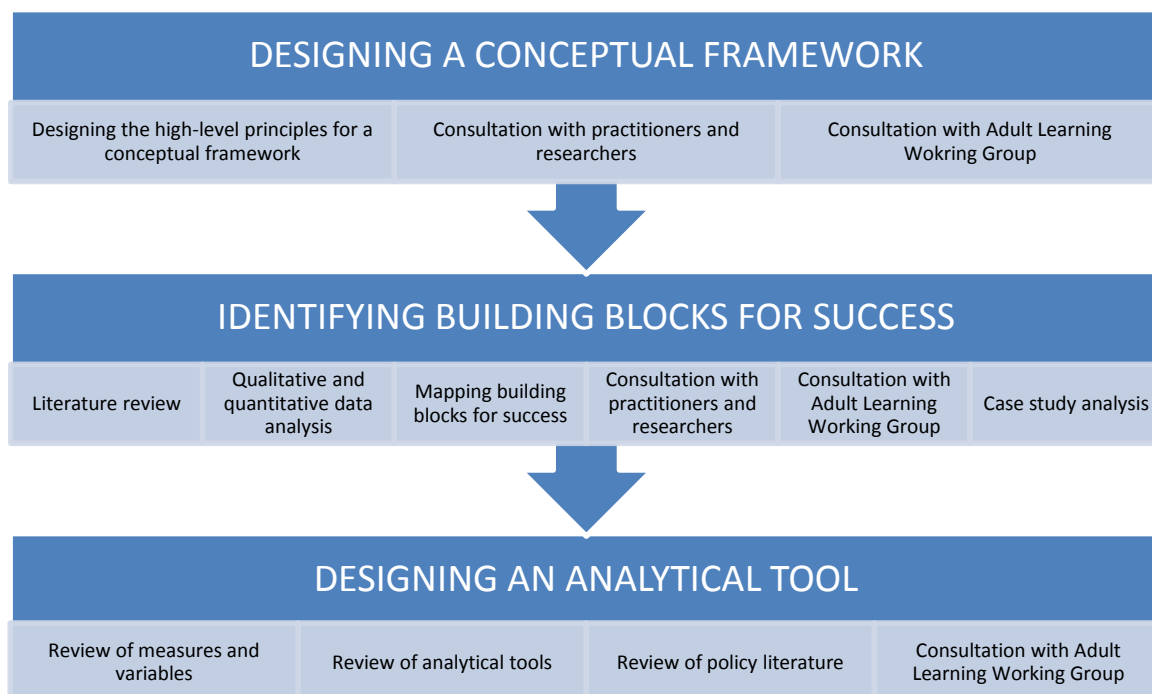 DESIGNING A CONCEPTUAL FRAMEWORK
Designing the high-level principles for a
conceptual framework
Consultation with practitioners and
researchers
Consultation with Adult Learning
Wokring Group
IDENTIFYING BUILDING BLOCKS FOR SUCCESS
Literature review
Qualitative and
quantitative data
analysis
Mapping building
blocks for success
Consultation with
practitioners and
researchers
Consultation with
Adult Learning
Working Group
Case study analysis
DESIGNING AN ANALYTICAL TOOL
Review of measures and
variables
Review of analytical tools
Review of policy literature
Consultation with Adult
Learning Working Group